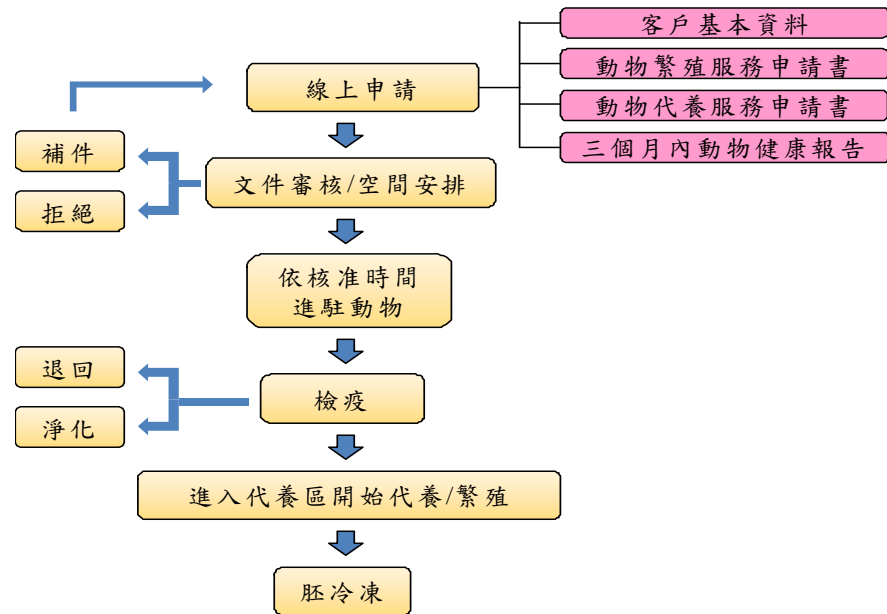 客戶基本資料
線上申請
動物繁殖服務申請書
動物代養服務申請書
三個月內動物健康報告
補件
文件審核/空間安排
拒絕
依核准時間
進駐動物
退回
檢疫
淨化
進入代養區開始代養/繁殖
胚冷凍